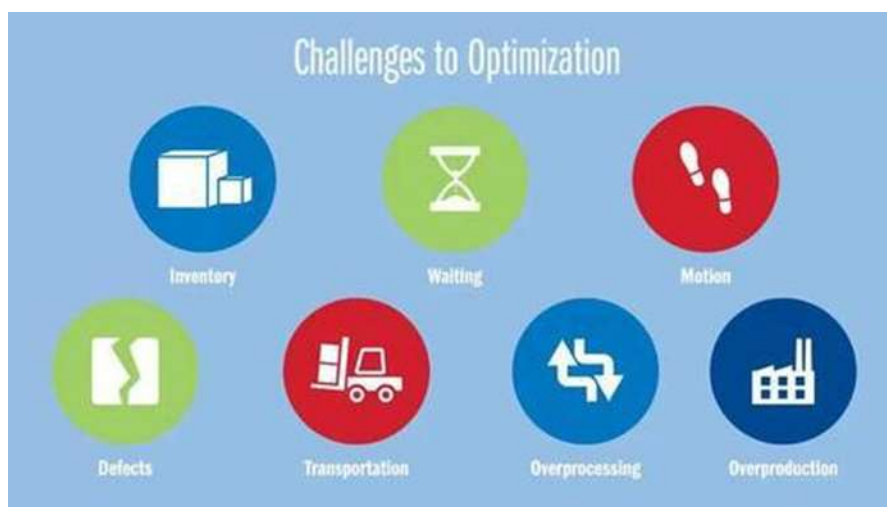 Challenges to Optimization
Inventory
Waiting
Motion
Defects
Transportation
Overprocessing
Overproduction